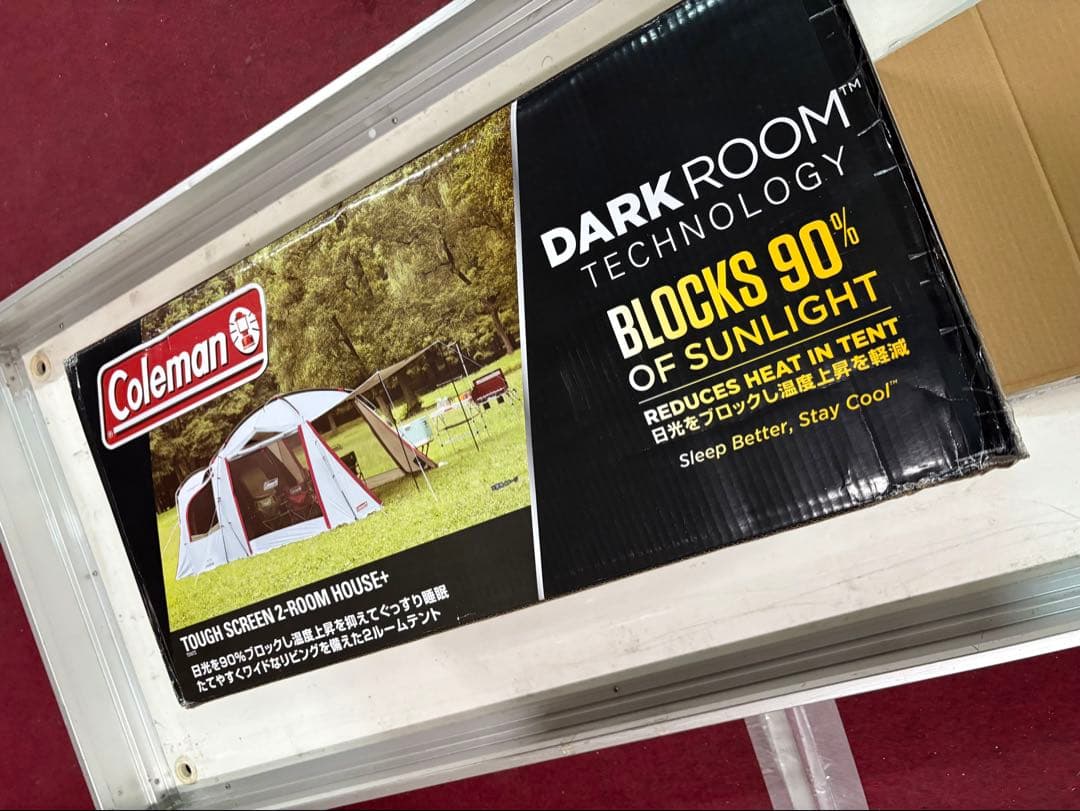 Coleman
TOUGH SCREEN 2-ROOM HOUSE+
日光を90%ブロックし温度上昇を抑えてぐっすり睡眠
たてやすくワイドなリビングを備えた2ルームテント
DARKROOM™
TECHNOLOGY
BLOCKS 90%
OF SUNLIGHT
REDUCES HEAT IN TENT
日光をブロックし温度上昇を軽減
Sleep Better, Stay Cool™